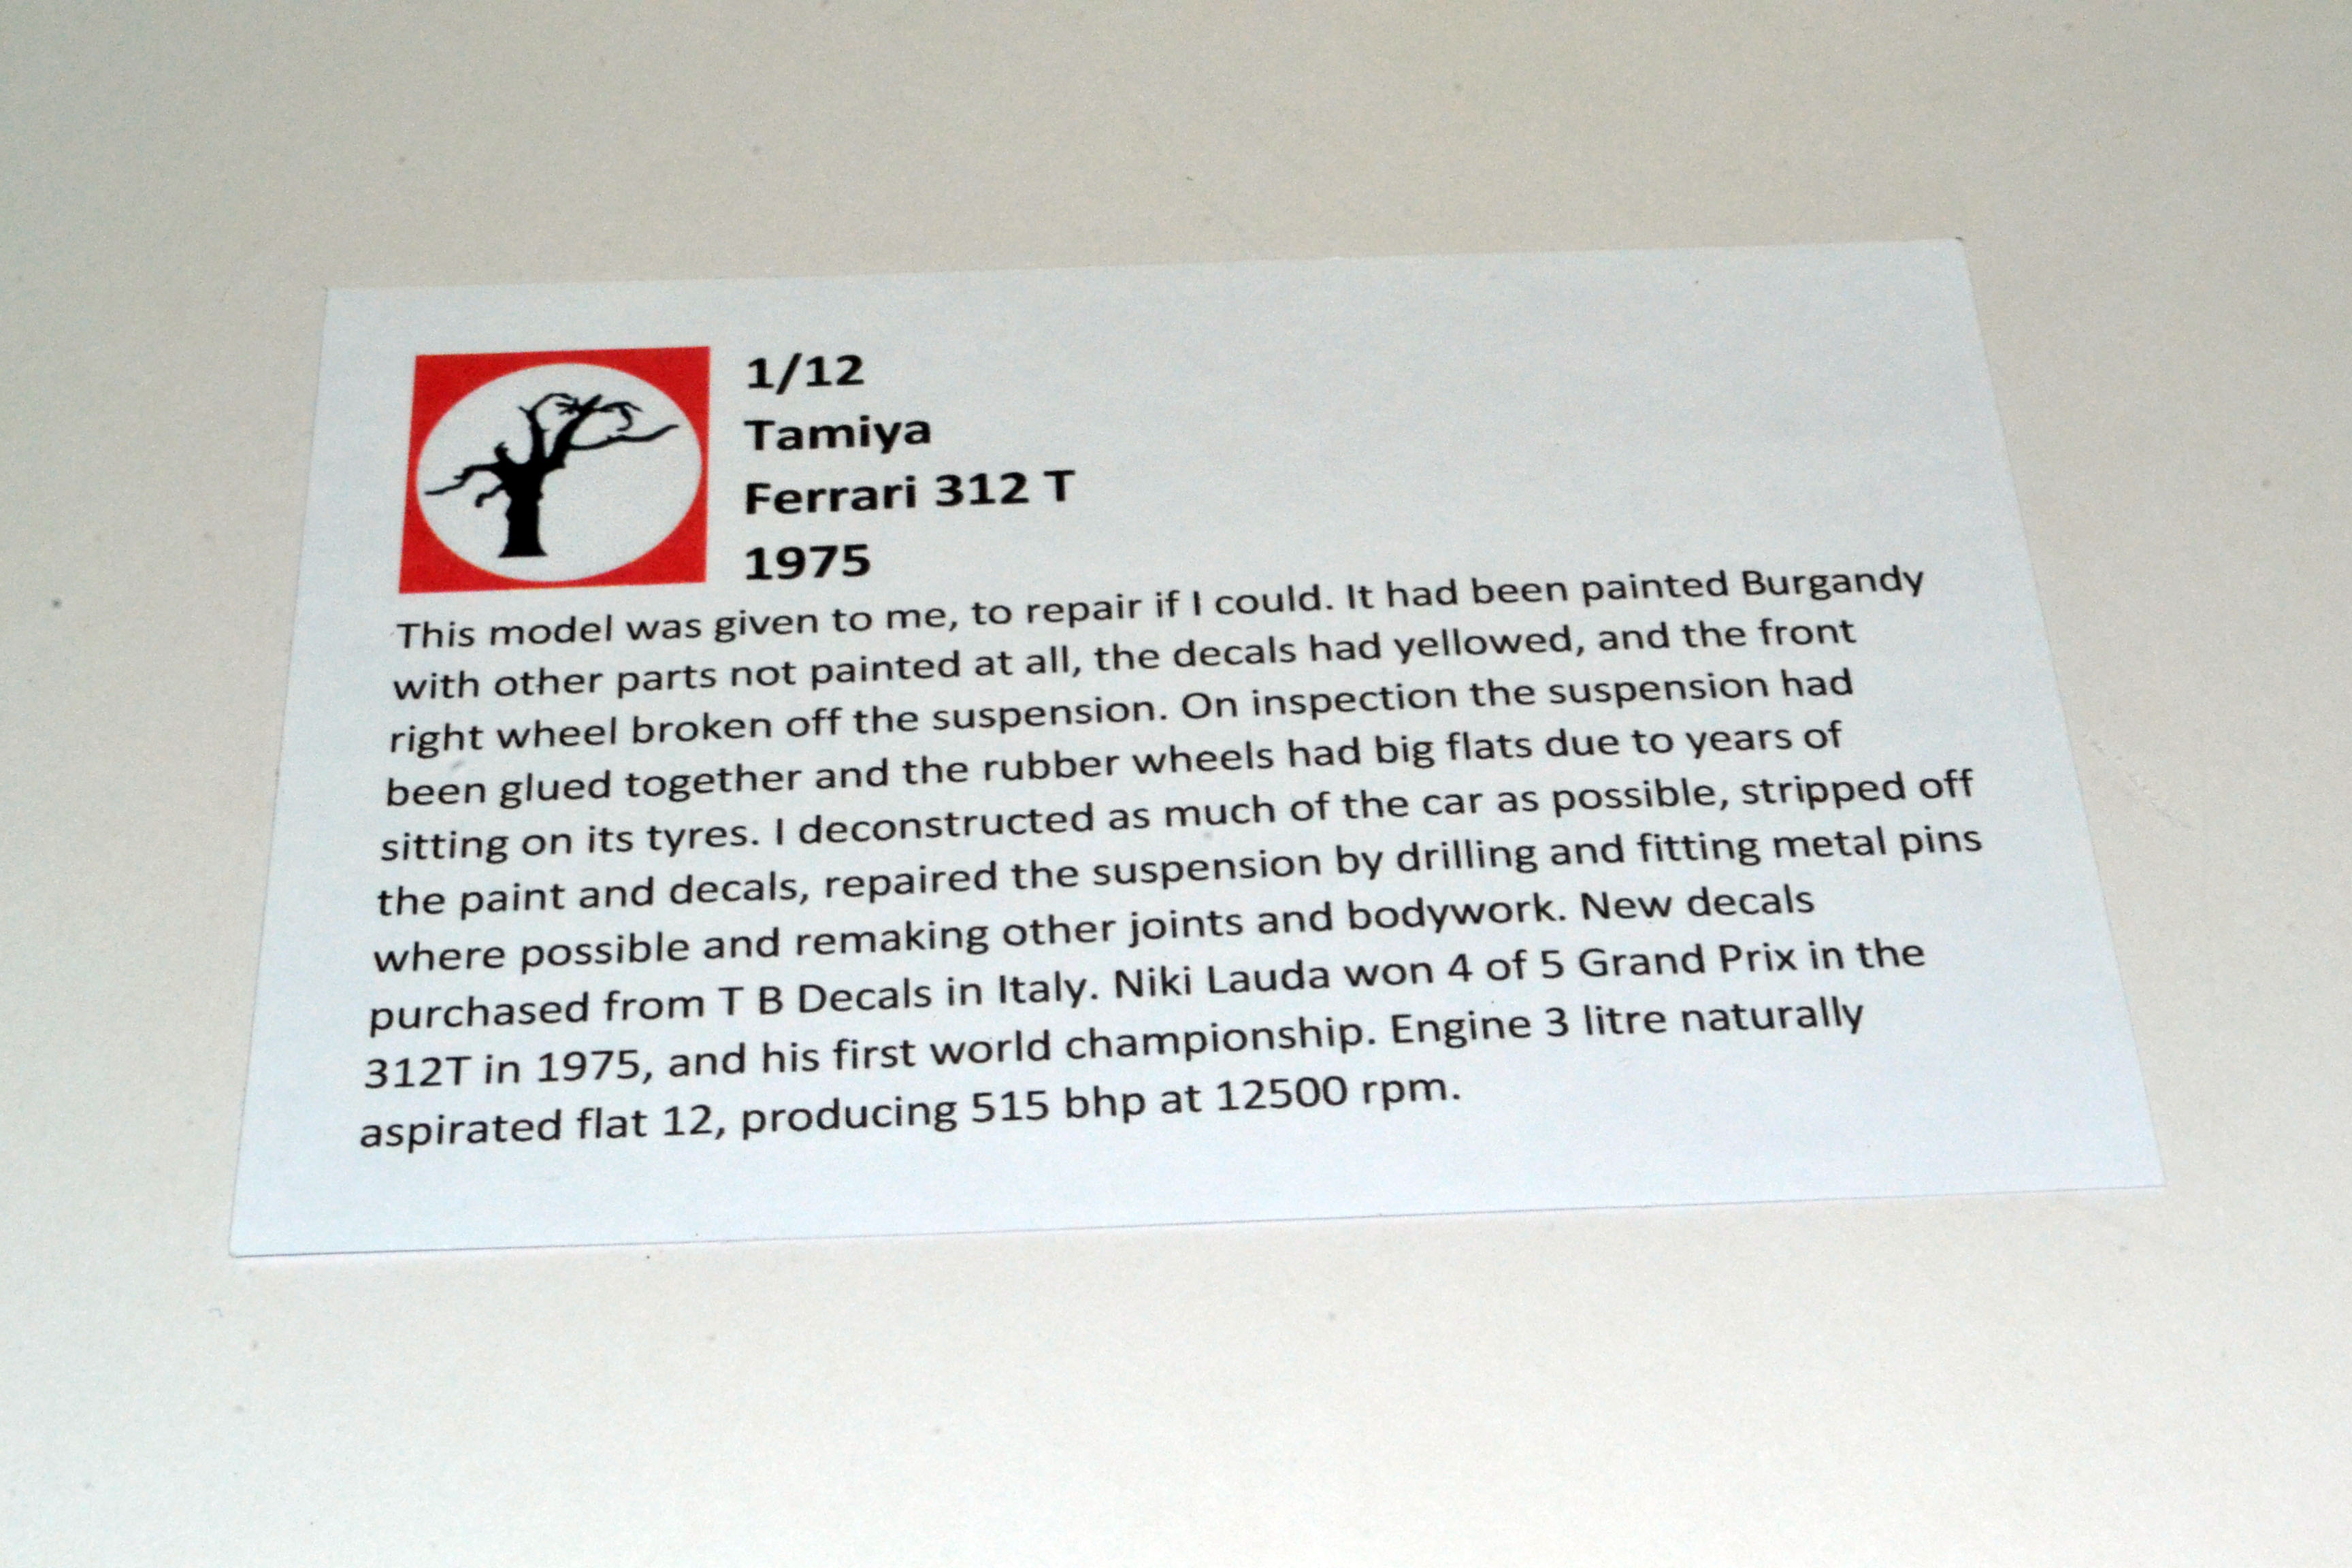 1/12
Tamiya
Ferrari 312 T
1975
This model was given to me, to repair if I could. It had been painted Burgandy
with other parts not painted at all, the decals had yellowed, and the front
right wheel broken off the suspension. On inspection the suspension had
been glued together and the rubber wheels had big flats due to years of
sitting on its tyres. I deconstructed as much of the car as possible, stripped off
the paint and decals, repaired the suspension by drilling and fitting metal pins
where possible and remaking other joints and bodywork. New decals
purchased from T B Decals in Italy. Niki Lauda won 4 of 5 Grand Prix in the
312T in 1975, and his first world championship. Engine 3 litre naturally
aspirated flat 12, producing 515 bhp at 12500 rpm.